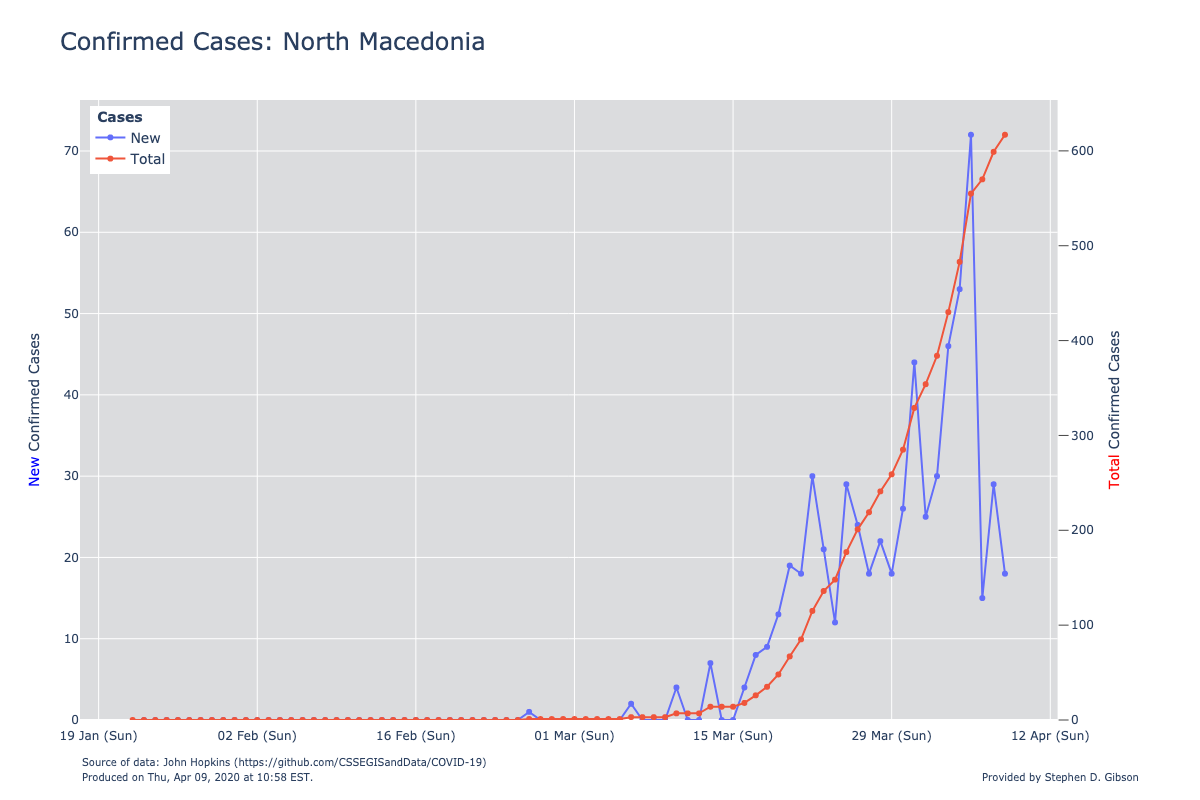 Confirmed Cases: North Macedonia
Cases
New
Total
70
60
50
40
30
20
10
0
600
500
400
300
200
100
0
New Confirmed Cases
Total Confirmed Cases
19 Jan (Sun) 02 Feb (Sun) 16 Feb (Sun) 01 Mar (Sun) 15 Mar (Sun) 29 Mar (Sun) 12 Apr (Sun)
Source of data: John Hopkins (https://github.com/CSSEGISandData/COVID-19)
Produced on Thu, Apr 09, 2020 at 10:58 EST.
Provided by Stephen D. Gibson